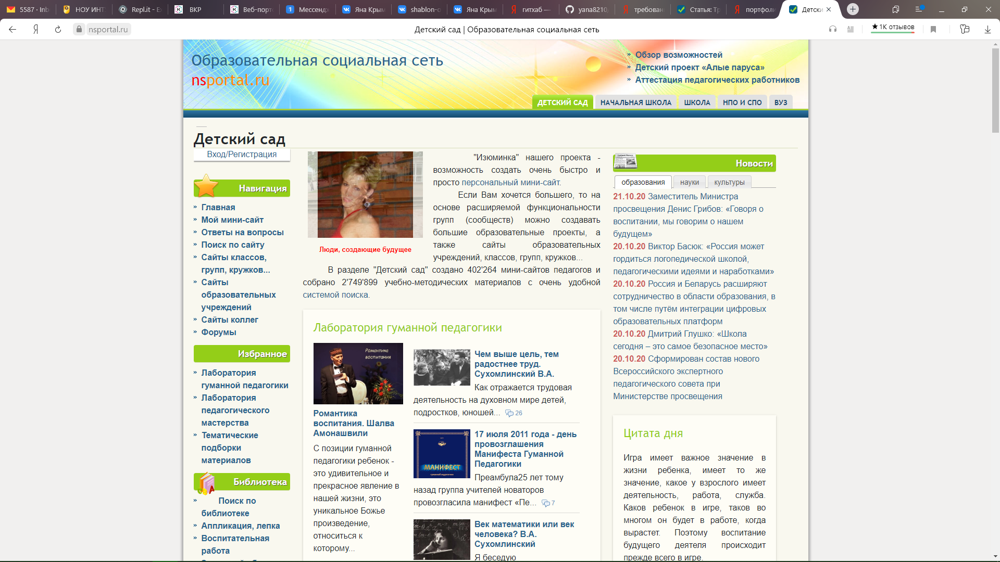 5587 · Inb
НОУ ИНТ
Repl.it - E
ВКР
Веб-порт
Мессенд
Яна Крым
shablon-o
Яна Крым
гитхаб —
yana8210
требован
Статья: Тр
портфоли
Детски
nsportal.ru
Детский сад | Образовательная социальная сеть
★ 1К отзывов
Образовательная социальная сеть
nsportal.ru
Обзор возможностей
Детский проект «Алые паруса»
Аттестация педагогических работников
ДЕТСКИЙ САД
НАЧАЛЬНАЯ ШКОЛА
ШКОЛА
НПО И СПО
ВУЗ
Детский сад
Вход/Регистрация
Навигация
Главная
Мой мини-сайт
Ответы на вопросы
Поиск по сайту
Сайты классов,
групп, кружков...
Сайты
образовательных
учреждений
Сайты коллег
Форумы
Избранное
Лаборатория
гуманной педагогики
Лаборатория
педагогического
мастерства
Тематические
подборки
материалов
Библиотека
Поиск по
библиотеке
Аппликация, лепка
Воспитательная
работа
Люди, создающие будущее
"Изюминка" нашего проекта -
возможность создать очень быстро и
просто персональный мини-сайт.
Если Вам хочется большего, то на
основе расширяемой функциональности
групп (сообществ) можно создавать
большие образовательные проекты, а
также сайты образовательных
учреждений, классов, групп, кружков...
В разделе "Детский сад" создано 402'264 мини-сайтов педагогов и
собрано 2'749'899 учебно-методических материалов с очень удобной
системой поиска.
Лаборатория гуманной педагогики
Романтика
воспитания
Романтика
воспитания. Шалва
Амонашвили
С позиции гуманной
педагогики ребенок -
это удивительное и
прекрасное явление в
нашей жизни, это
уникальное Божье
произведение,
относиться к
которому...
Чем выше цель, тем
радостнее труд.
Сухомлинский В.А.
Как отражается трудовая
деятельность на духовном мире детей,
подростков, юношей... 26
МАНИФЕСТ
гуманной педагогики
17 июля 2011 года - день
провозглашения
Манифеста Гуманной
Педагогики
Преамбула25 лет тому
назад группа учителей новаторов
провозгласила манифест «Пе... 7
Век математики или век
человека? В.А.
Сухомлинский
Я беседую
Latest News
Новости
образования
науки
культуры
21.10.20 Заместитель Министра
просвещения Денис Грибов: «Говоря о
воспитании, мы говорим о нашем
будущем»
20.10.20 Виктор Басюк: «Россия может
гордиться логопедической школой,
педагогическими идеями и наработками»
20.10.20 Россия и Беларусь расширяют
сотрудничество в области образования, в
том числе путём интеграции цифровых
образовательных платформ
20.10.20 Дмитрий Глушко: «Школа
сегодня – это самое безопасное место»
20.10.20 Сформирован состав нового
Всероссийского экспертного
педагогического совета при
Министерстве просвещения
Цитата дня
Игра имеет важное значение в
жизни ребенка, имеет то же
значение, какое у взрослого имеет
деятельность, работа, служба.
Каков ребенок в игре, таков во
многом он будет в работе, когда
вырастет. Поэтому воспитание
будущего деятеля происходит
прежде всего в игре.